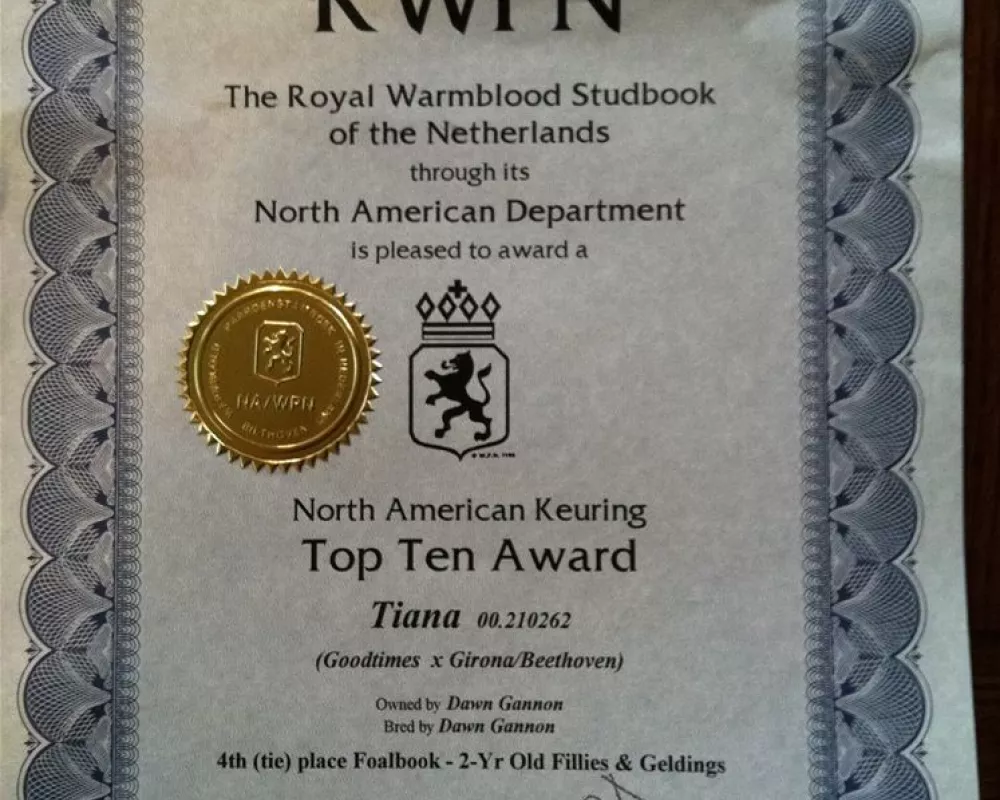 KWPN
The Royal Warmblood Studbook
of the Netherlands
through its
North American Department
is pleased to award a
NA/WPN
BILTHOVEN
North American Keuring
Top Ten Award
Tiana 00.210262
(Goodtimes x Girona/Beethoven)
Owned by Dawn Gannon
Bred by Dawn Gannon
4th (tie) place Foalbook - 2-Yr Old Fillies & Geldings